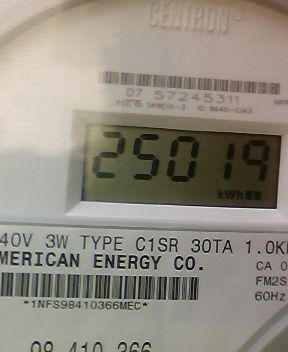 CENTRON
07 57245311
25019
kWh
40V 3W TYPE C1SR 30TA 1.0K
MERICAN ENERGY CO.
CA 0
FM2S
*1NFS98410366MEC*
60Hz
98 410 366